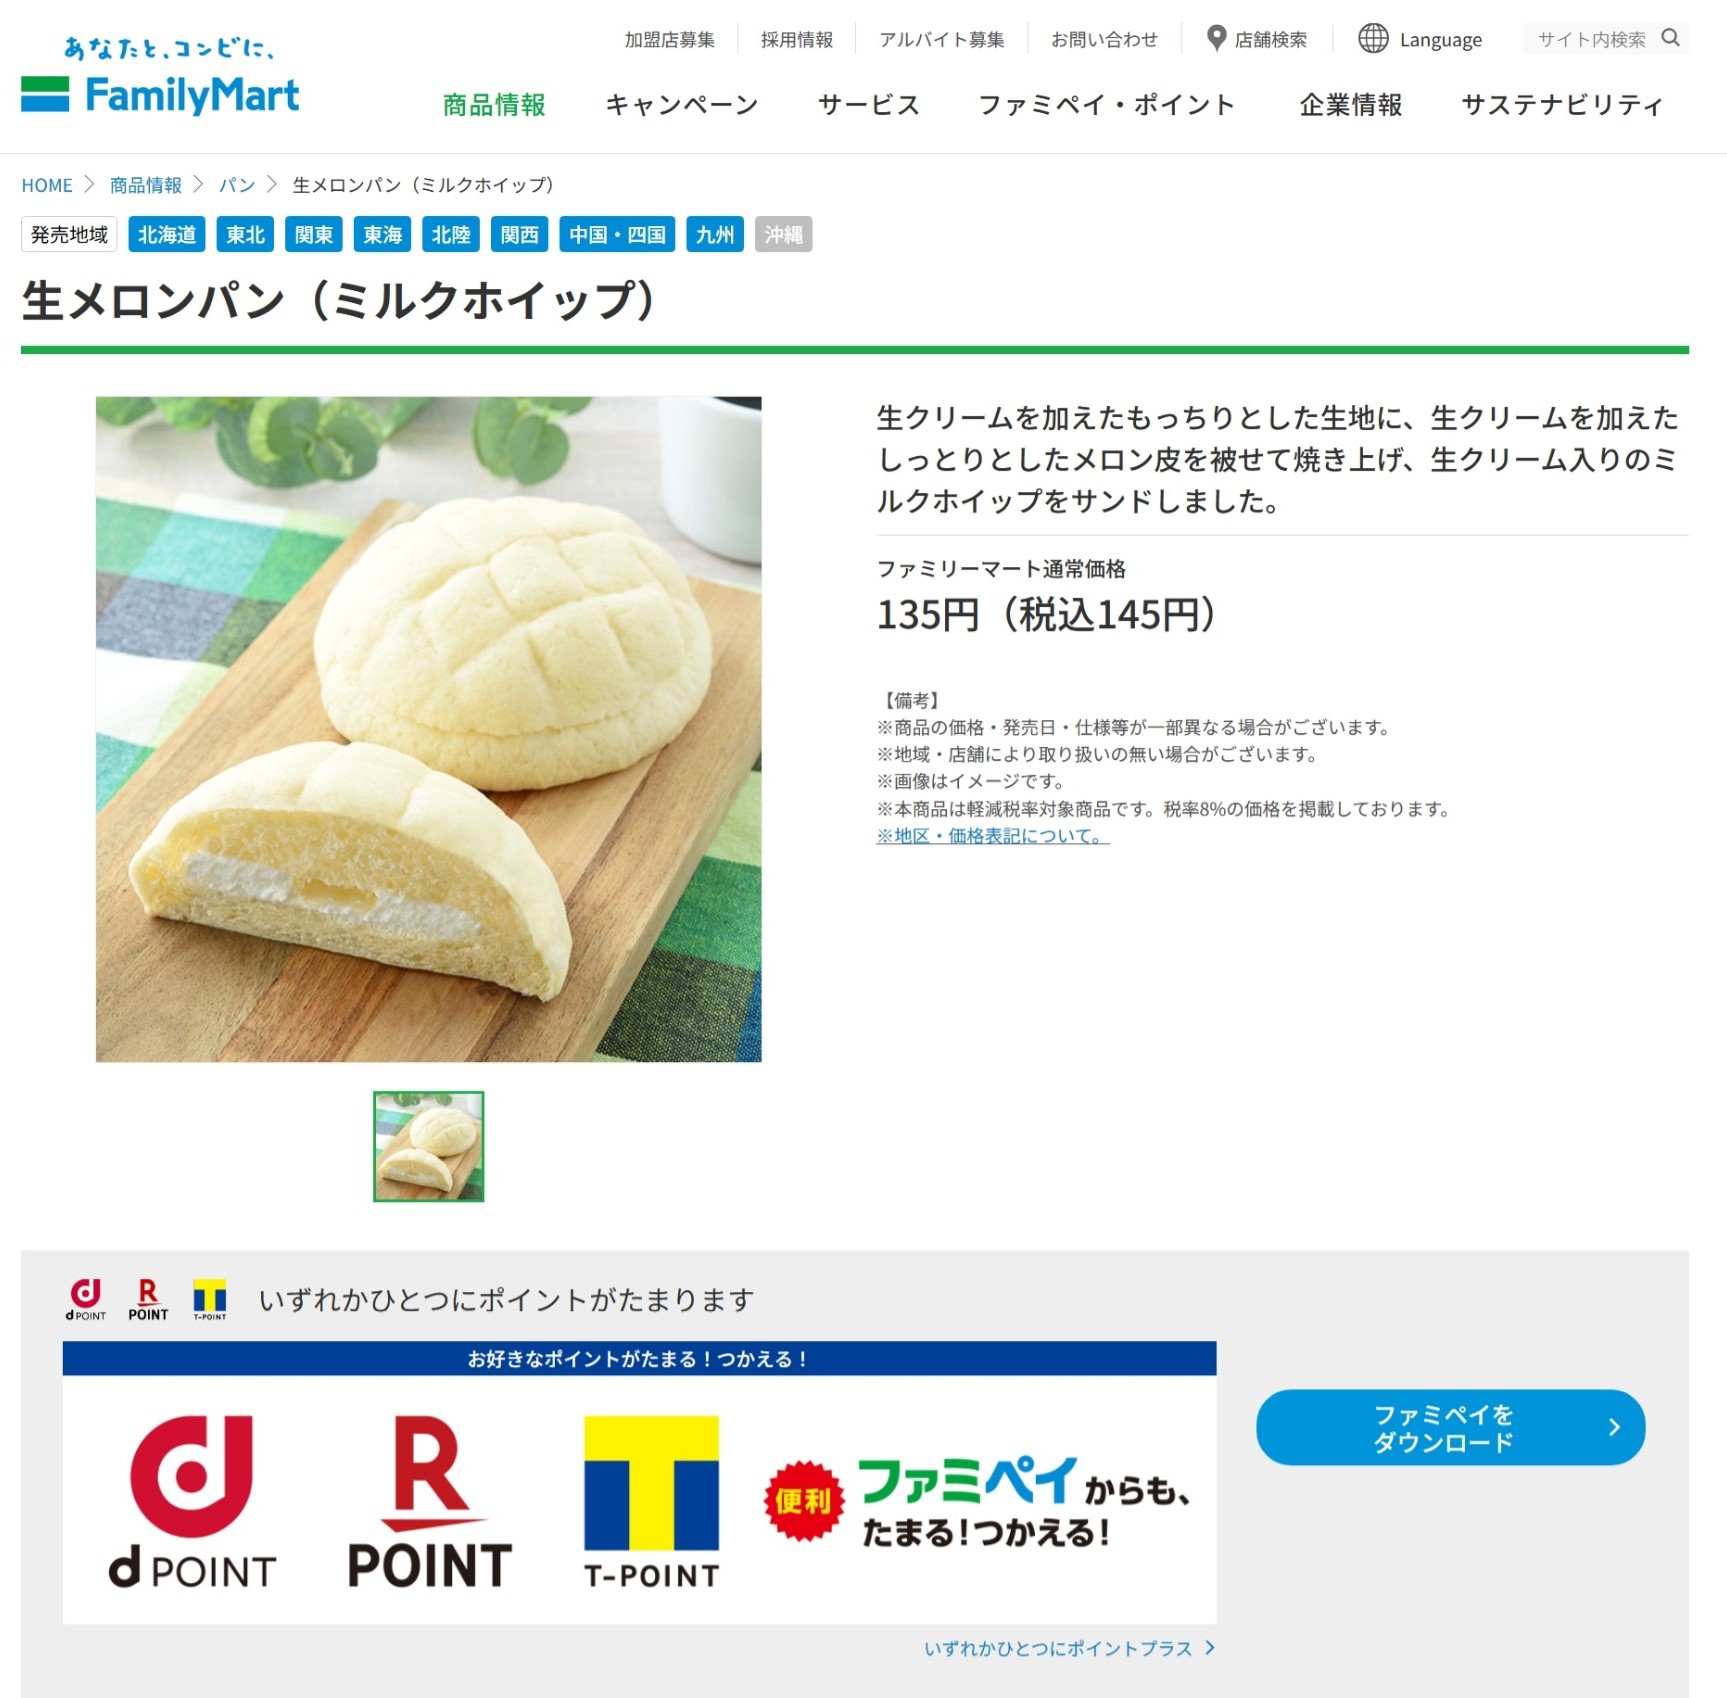 あなたと、コンビに、
FamilyMart
加盟店募集
採用情報
アルバイト募集
お問い合わせ
店舗検索
Language
サイト内検索
商品情報
キャンペーン
サービス
ファミペイ・ポイント
企業情報
サステナビリティ
HOME 商品情報 パン 生メロンパン（ミルクホイップ）
発売地域 北海道 東北 関東 東海 北陸 関西 中国・四国 九州 沖縄
生メロンパン（ミルクホイップ）
生クリームを加えたもっちりとした生地に、生クリームを加えた
しっとりとしたメロン皮を被せて焼き上げ、生クリーム入りのミ
ルクホイップをサンドしました。
ファミリーマート通常価格
135円（税込145円）
【備考】
※商品の価格・発売日・仕様等が一部異なる場合がございます。
※地域・店舗により取り扱いの無い場合がございます。
※画像はイメージです。
※本商品は軽減税率対象商品です。税率8%の価格を掲載しております。
※地区・価格表記について。
d POINT
R POINT
T-POINT
いずれかひとつにポイントがたまります
お好きなポイントがたまる！つかえる！
d POINT
R
POINT
T-POINT
便利
ファミペイからも、
たまる！つかえる！
ファミペイを
ダウンロード
いずれかひとつにポイントプラス